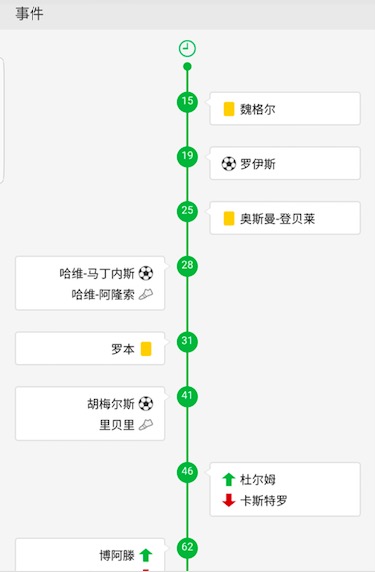 事件
15
魏格尔
19
罗伊斯
25
奥斯曼-登贝莱
28
哈维-马丁内斯
哈维-阿隆索
31
罗本
41
胡梅尔斯
里贝里
46
杜尔姆
卡斯特罗
62
博阿滕